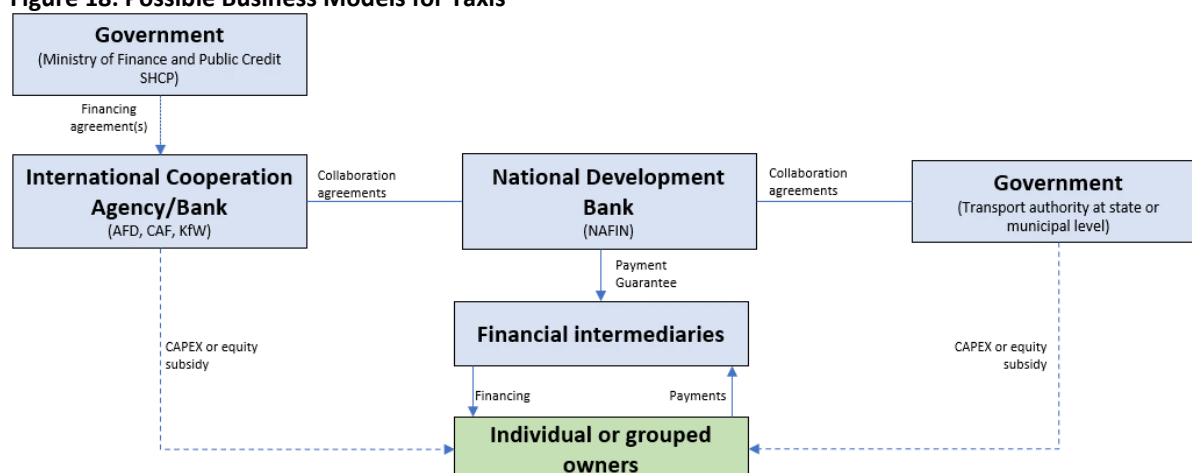 Figure 18: Possible Business Models for Taxis
Government
(Ministry of Finance and Public Credit
SHCP)
Financing
agreement(s)
International Cooperation
Agency/Bank
(AFD, CAF, KfW)
Collaboration
agreements
National Development
Bank
(NAFIN)
Collaboration
agreements
Government
(Transport authority at state or
municipal level)
Payment
Guarantee
Financial intermediaries
CAPEX or equity
subsidy
CAPEX or equity
subsidy
Financing
Payments
Individual or grouped
owners